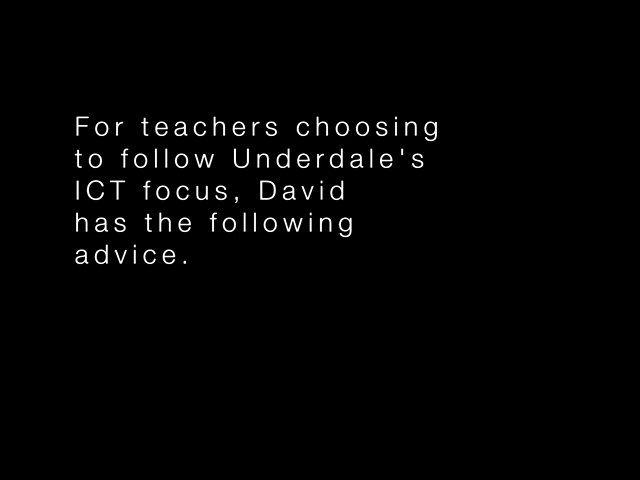 For teachers choosing
to follow Underdale's
ICT focus, David
has the following
advice.